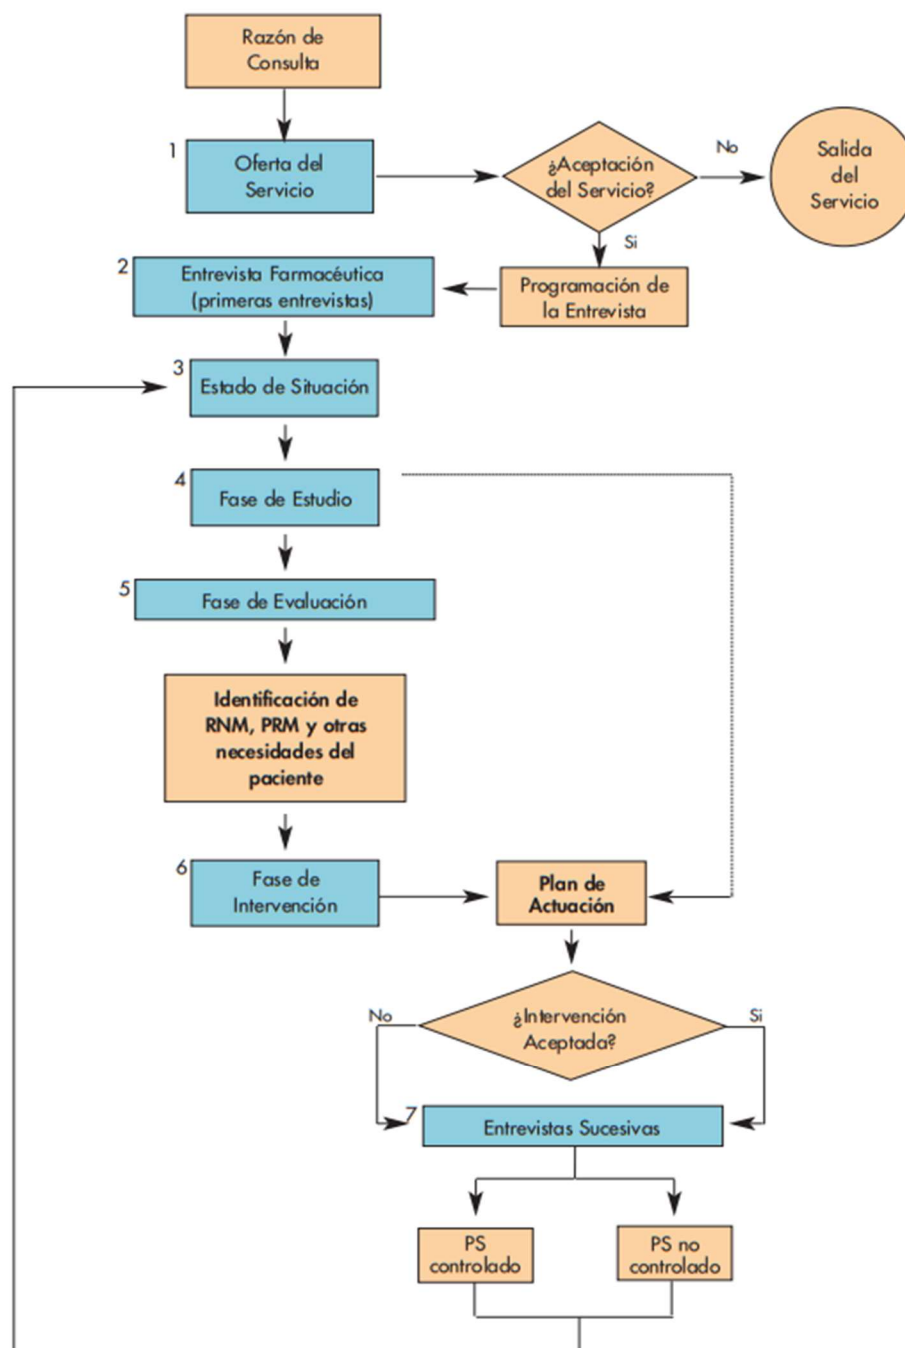 Razón de
Consulta
1
Oferta del
Servicio
¿Aceptación
del Servicio?
No
Salida
del
Servicio
Si
2
Entrevista Farmacéutica
(primeras entrevistas)
Programación de
la Entrevista
3
Estado de Situación
4
Fase de Estudio
5
Fase de Evaluación
Identificación de
RNM, PRM y otras
necesidades del
paciente
6
Fase de
Intervención
Plan de
Actuación
No
¿Intervención
Aceptada?
Si
7
Entrevistas Sucesivas
PS
controlado
PS no
controlado